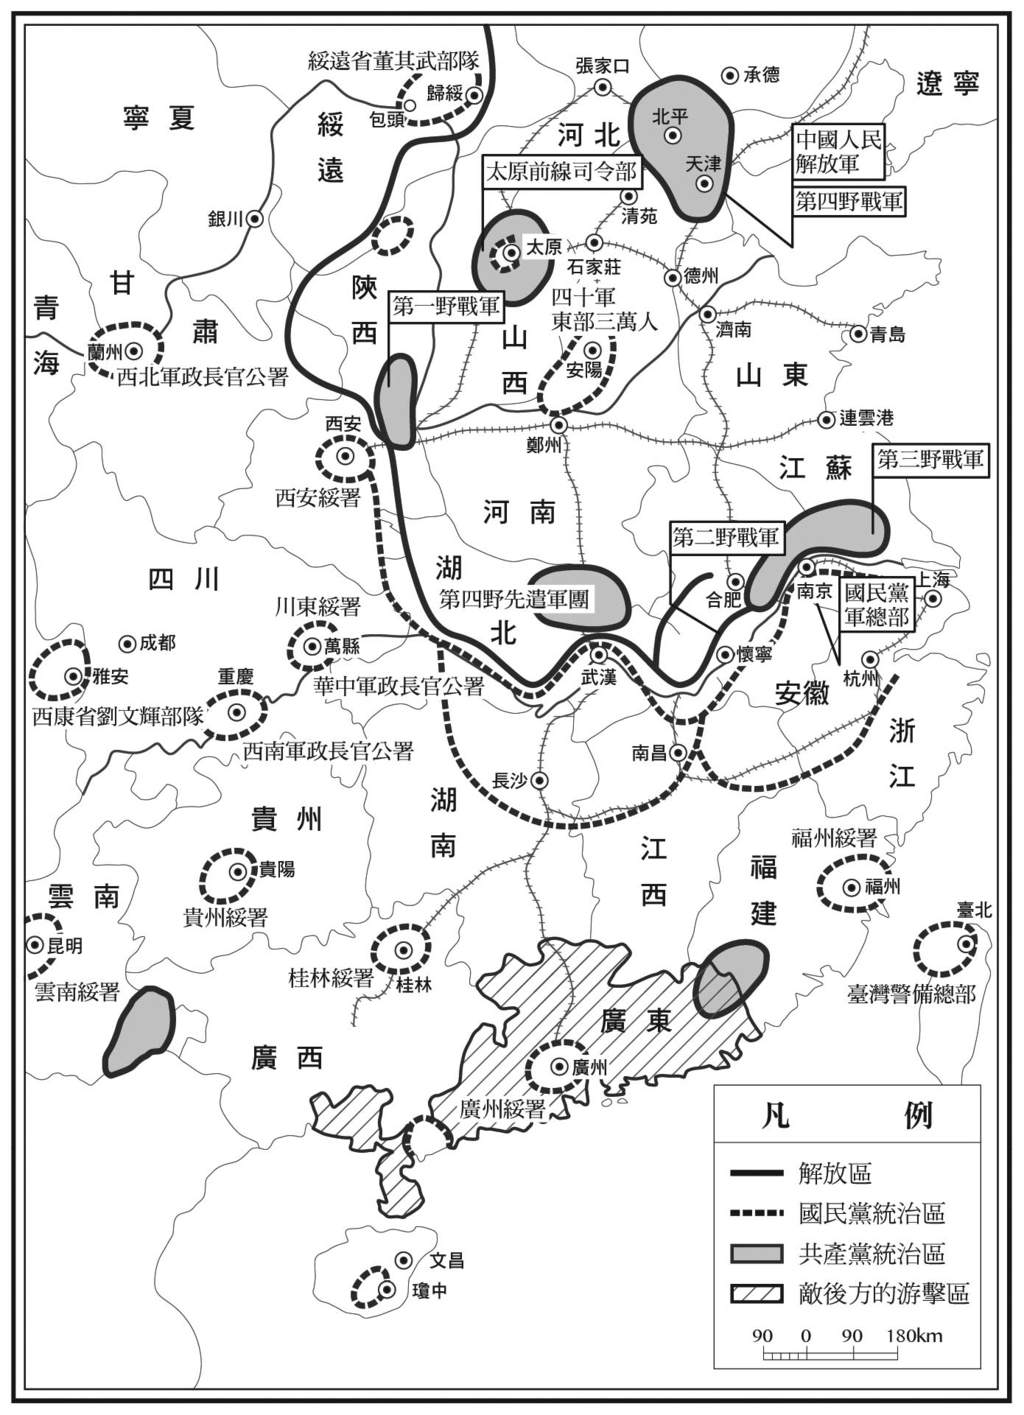 綏遠省董其武部隊
張家口
承德
遼寧
歸綏
包頭
寧夏
綏遠
河北
北平
天津
中國人民
解放軍
第四野戰軍
太原前線司令部
清苑
銀川
太原
石家莊
德州
甘肅
青海
陝西
第一野戰軍
四十軍
東部三萬人
山西
濟南
青島
蘭州
西北軍政長官公署
安陽
山東
西安
鄭州
連雲港
西安綏署
江蘇
第三野戰軍
河南
第二野戰軍
四川
湖北
第四野先遣軍團
合肥
南京
國民黨
軍總部
上海
川東綏署
成都
萬縣
武漢
懷寧
杭州
雅安
重慶
華中軍政長官公署
安徽
西康省劉文輝部隊
西南軍政長官公署
南昌
浙江
長沙
貴州
湖南
江西
福建
福州綏署
福州
貴陽
雲南
貴州綏署
臺北
昆明
雲南綏署
桂林綏署
桂林
臺灣警備總部
廣東
廣西
廣州
廣州綏署
文昌
瓊中
凡例
解放區
國民黨統治區
共產黨統治區
敵後方的游擊區
90 0 90 180km